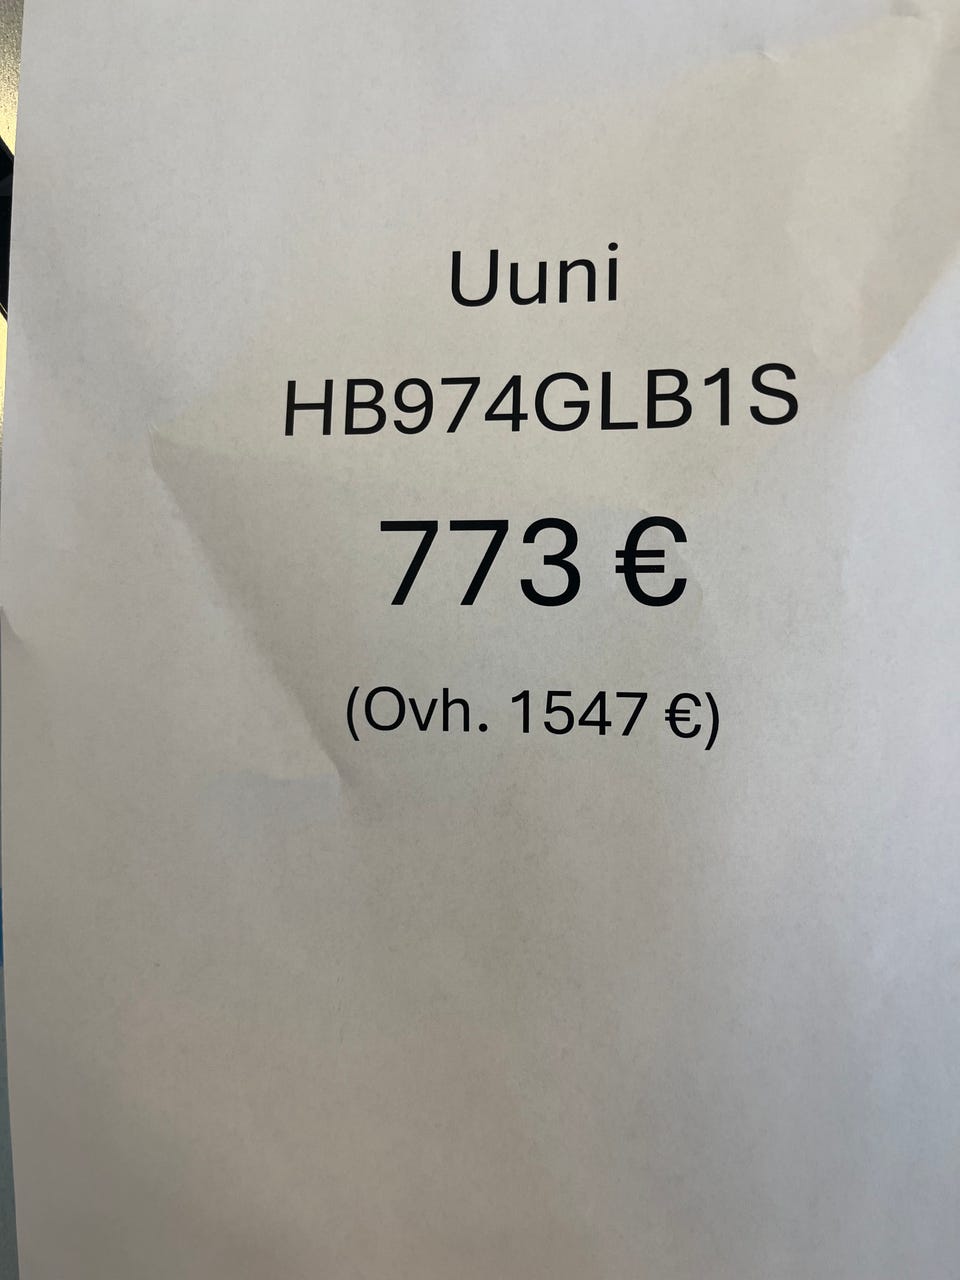 Uuni
HB974GLB1S
773 €
(Ovh. 1547 €)